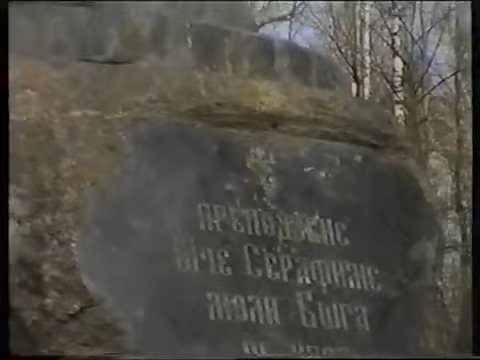 преподобне
отче Серафиме
моли Бога